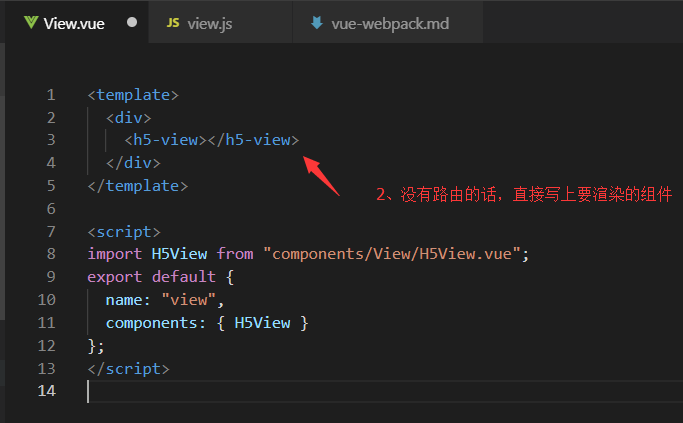 View.vue
JS view.js
vue-webpack.md
1 <template>
2 <div>
3 <h5-view></h5-view>
4 </div>
5 </template>
2、没有路由的话，直接写上要渲染的组件
6
7 <script>
8 import H5View from "components/View/H5View.vue";
9 export default {
10 name: "view",
11 components: { H5View }
12 };
13 </script>
14